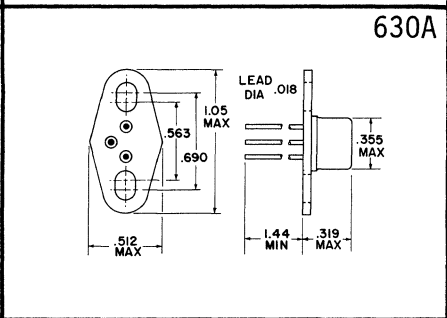 630A
LEAD
DIA .018
1.05
MAX
.563
.690
.355
MAX
.512
MAX
1.44
MIN
.319
MAX